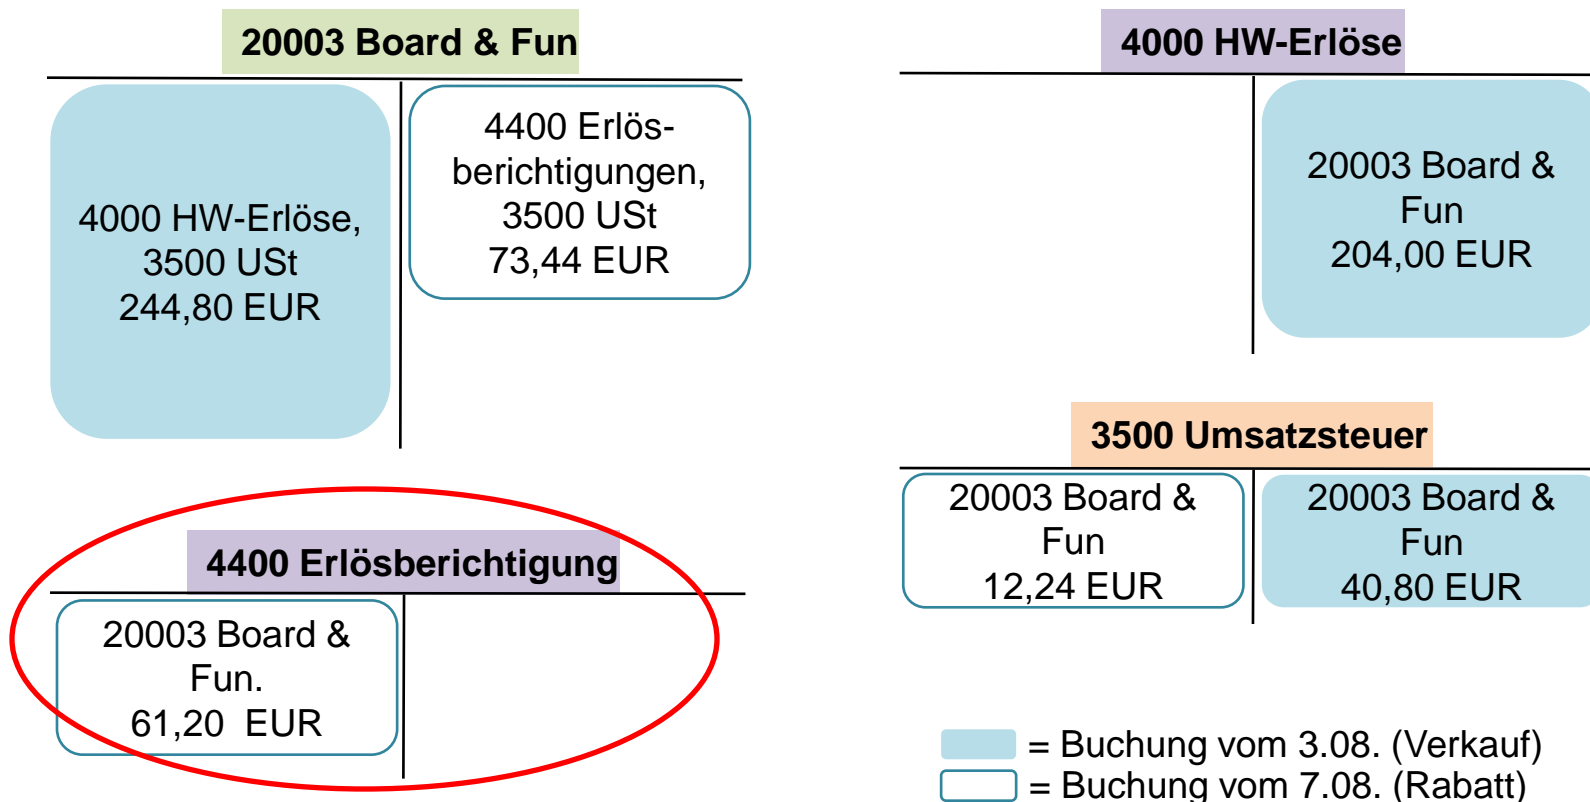 20003 Board & Fun
4000 HW-Erlöse,
3500 USt
244,80 EUR
4400 Erlös-
berichtigungen,
3500 USt
73,44 EUR
4000 HW-Erlöse
20003 Board &
Fun
204,00 EUR
4400 Erlösberichtigung
20003 Board &
Fun.
61,20 EUR
3500 Umsatzsteuer
20003 Board &
Fun
12,24 EUR
20003 Board &
Fun
40,80 EUR
= Buchung vom 3.08. (Verkauf)
= Buchung vom 7.08. (Rabatt)